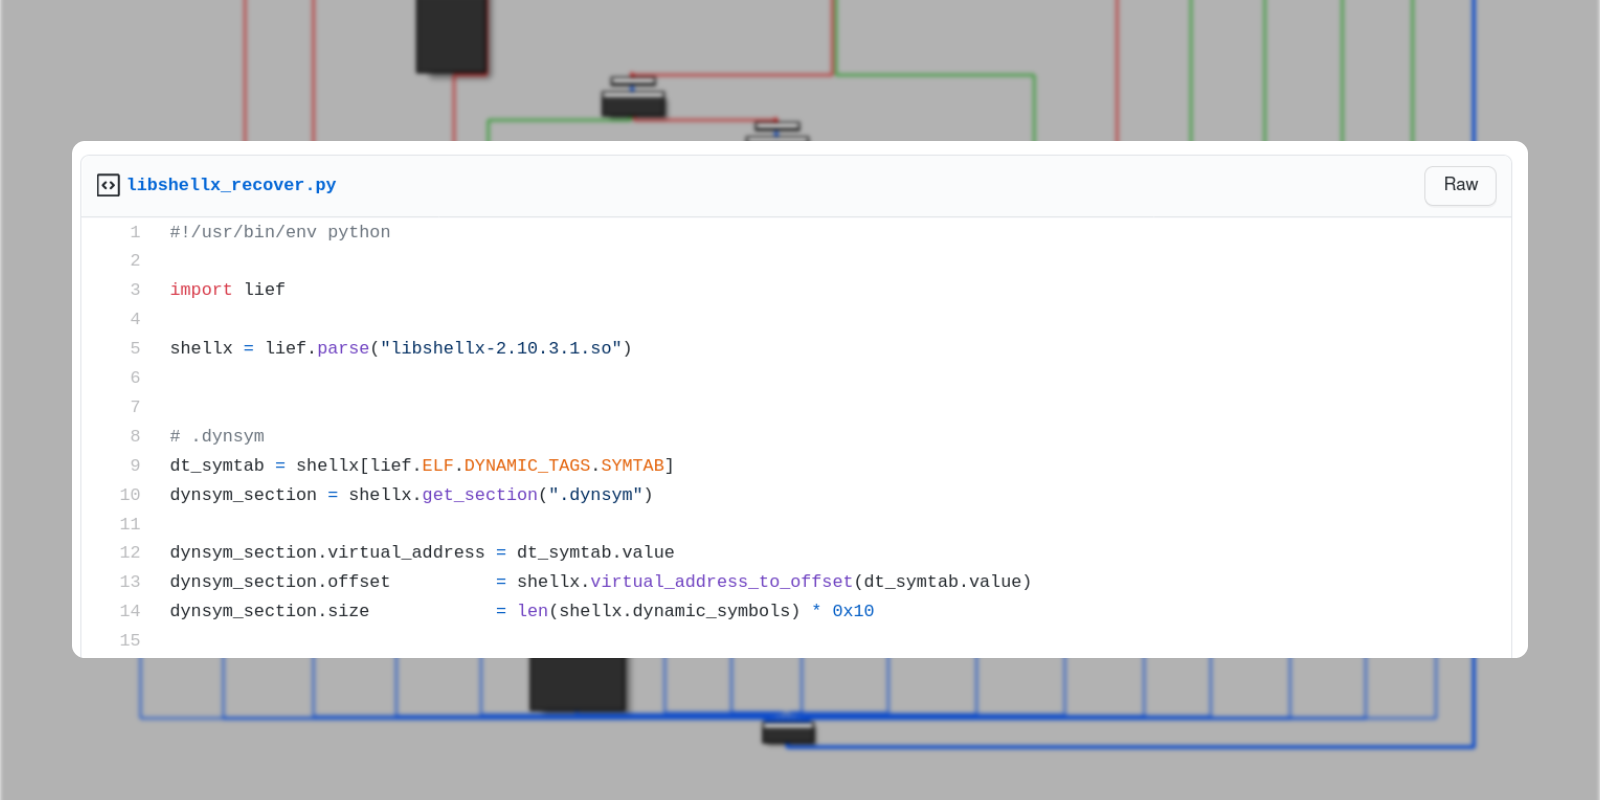 libshellx_recover.py
Raw
1 #!/usr/bin/env python
2
3 import lief
4
5 shellx = lief.parse("libshellx-2.10.3.1.so")
6
7
8 # .dynsym
9 dt_symtab = shellx[lief.ELF.DYNAMIC_TAGS.SYMTAB]
10 dynsym_section = shellx.get_section(".dynsym")
11
12 dynsym_section.virtual_address = dt_symtab.value
13 dynsym_section.offset          = shellx.virtual_address_to_offset(dt_symtab.value)
14 dynsym_section.size            = len(shellx.dynamic_symbols) * 0x10
15